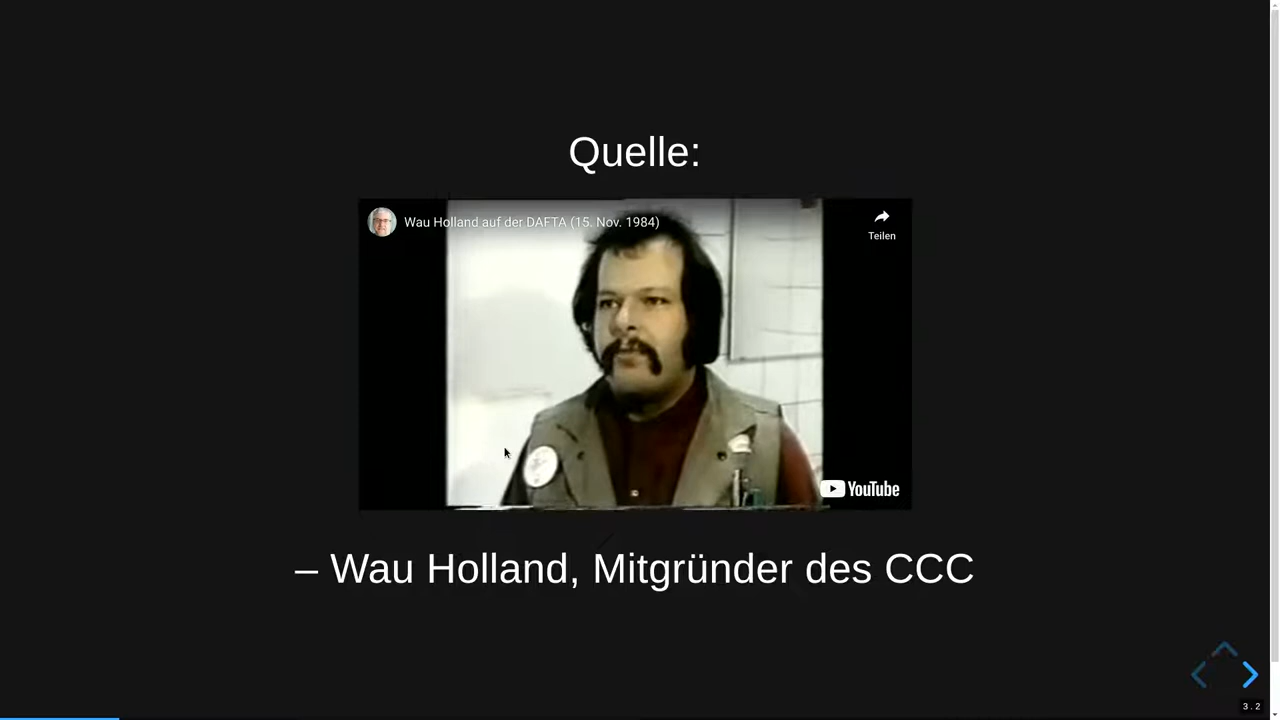 Quelle:
Wau Holland auf der DAFTA (15. Nov. 1984)
Teilen
YouTube
– Wau Holland, Mitgründer des CCC
3.2